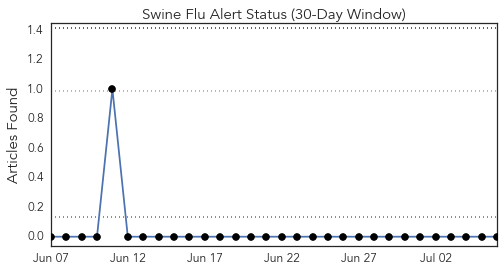 Swine Flu Alert Status (30-Day Window)
Articles Found
1.4
1.2
1.0
0.8
0.6
0.4
0.2
0.0
Jun 07 Jun 12 Jun 17 Jun 22 Jun 27 Jul 02